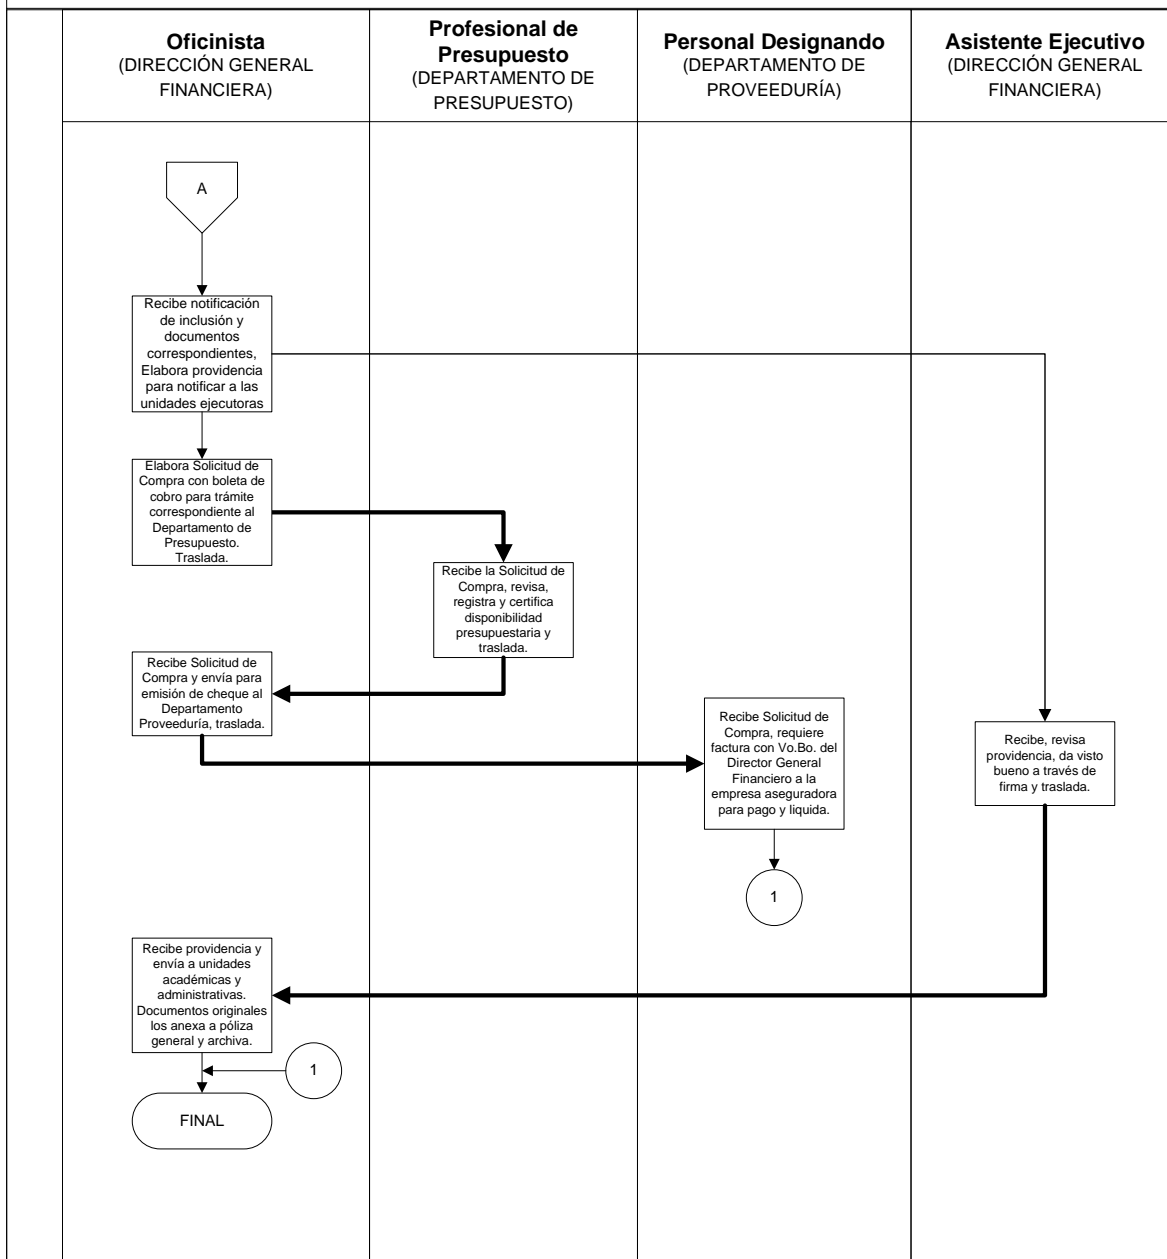 Oficinista
(DIRECCIÓN GENERAL
FINANCIERA)
Profesional de
Presupuesto
(DEPARTAMENTO DE
PRESUPUESTO)
Personal Designando
(DEPARTAMENTO DE
PROVEEDURÍA)
Asistente Ejecutivo
(DIRECCIÓN GENERAL
FINANCIERA)
A
Recibe notificación
de inclusión y
documentos
correspondientes,
Elabora providencia
para notificar a las
unidades ejecutoras
Elabora Solicitud de
Compra con boleta de
cobro para trámite
correspondiente al
Departamento de
Presupuesto.
Traslada.
Recibe la Solicitud de
Compra, revisa,
registra y certifica
disponibilidad
presupuestaria y
traslada.
Recibe Solicitud de
Compra y envía para
emisión de cheque al
Departamento
Proveeduría, traslada.
Recibe Solicitud de
Compra, requiere
factura con Vo.Bo. del
Director General
Financiero a la
empresa aseguradora
para pago y liquida.
Recibe, revisa
providencia, da visto
bueno a través de
firma y traslada.
1
Recibe providencia y
envía a unidades
académicas y
administrativas.
Documentos originales
los anexa a póliza
general y archiva.
1
FINAL